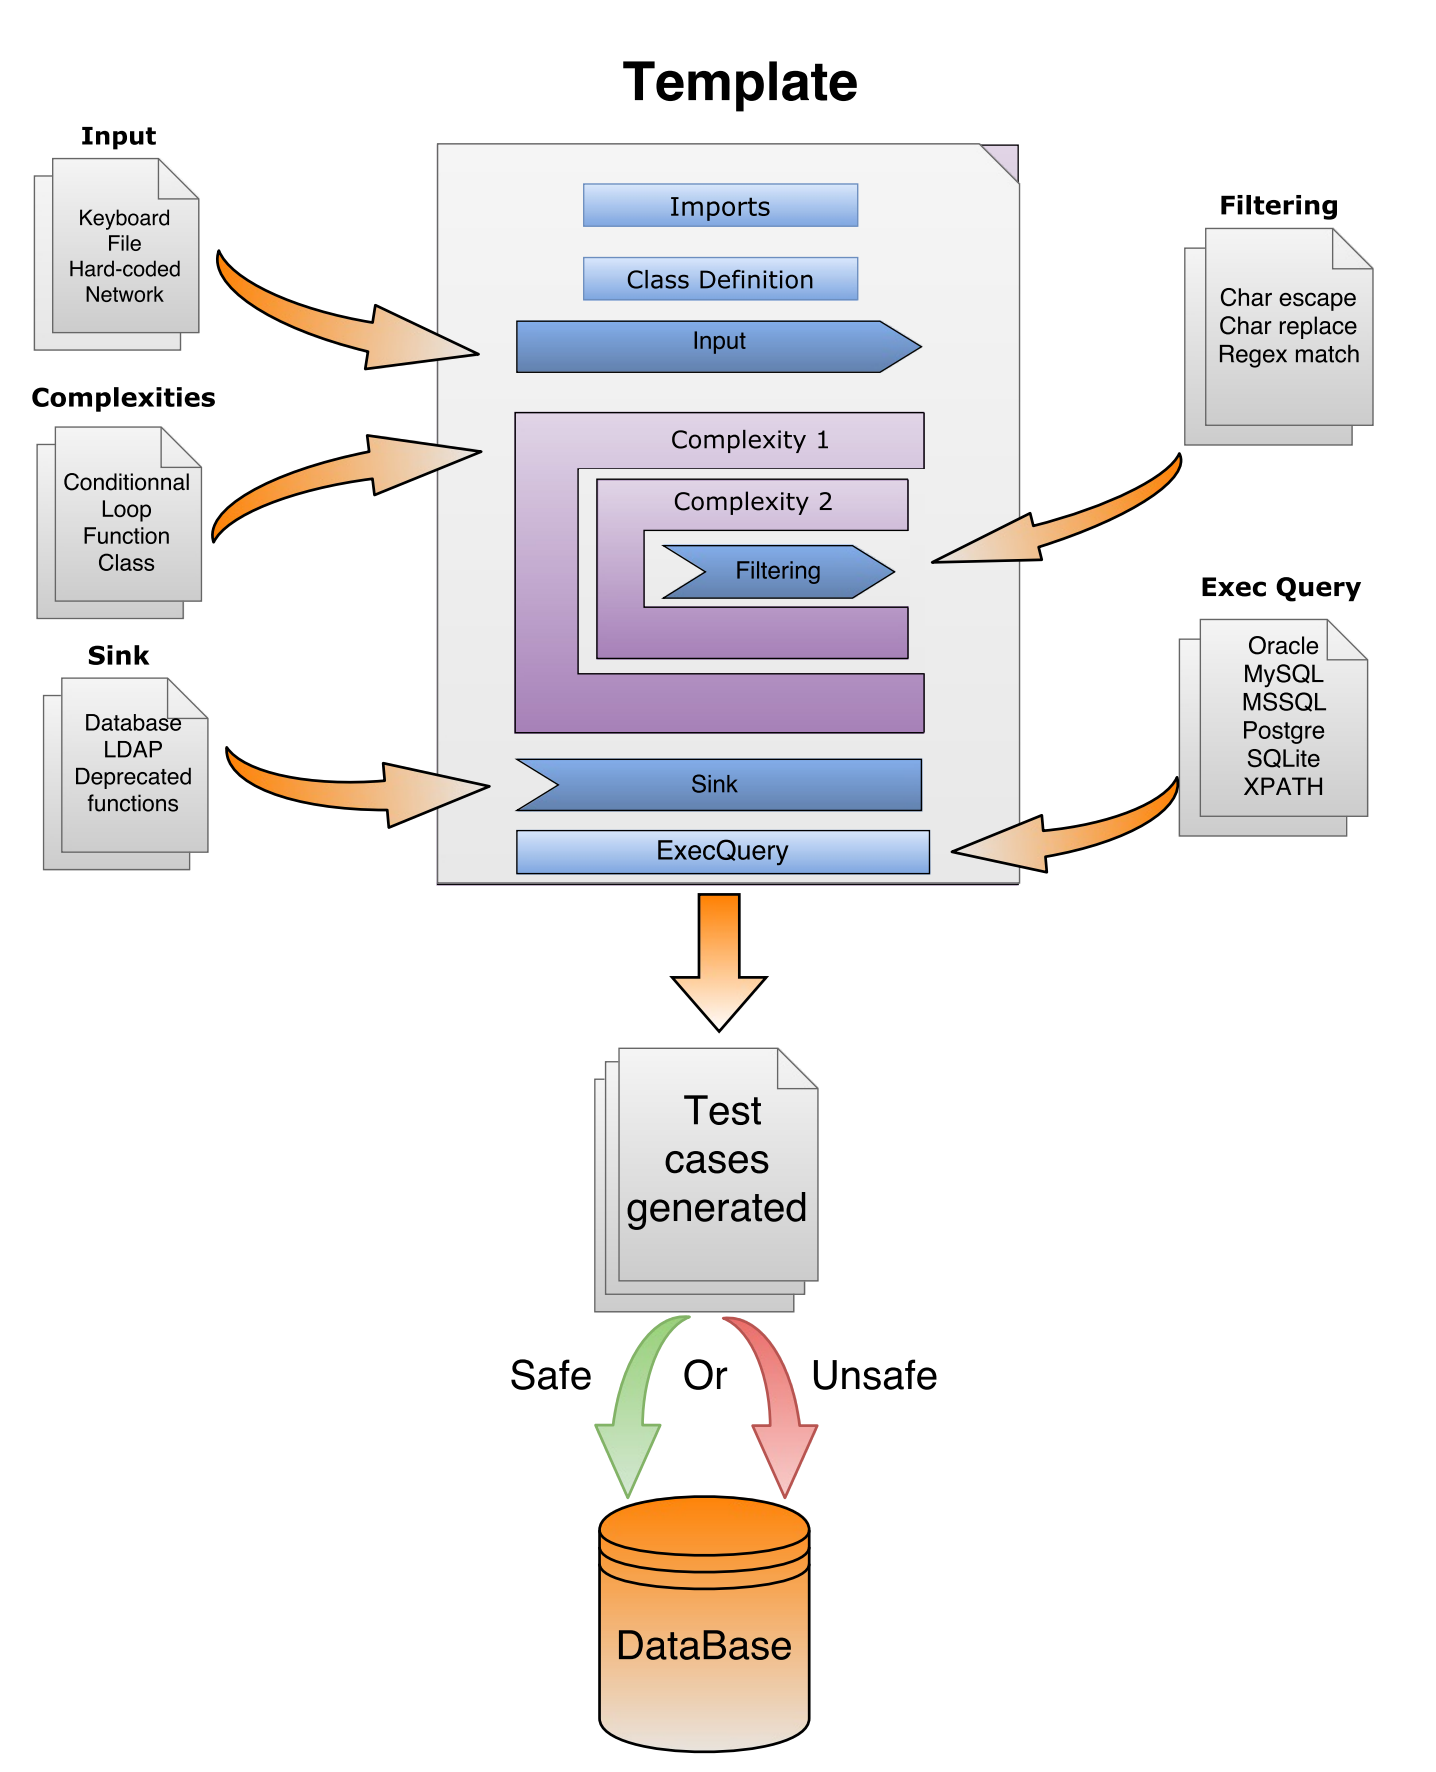 Template
Input
Keyboard
File
Hard-coded
Network
Complexities
Conditionnal
Loop
Function
Class
Sink
Database
LDAP
Deprecated
functions
Imports
Class Definition
Input
Complexity 1
Complexity 2
Filtering
Sink
ExecQuery
Filtering
Char escape
Char replace
Regex match
Exec Query
Oracle
MySQL
MSSQL
Postgre
SQLite
XPATH
Test
cases
generated
Safe Or Unsafe
DataBase